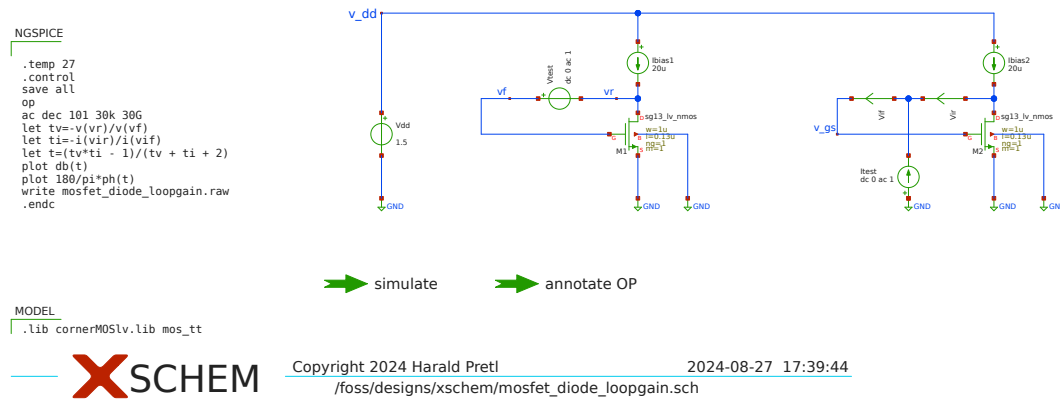 NGSPICE
.temp 27
.control
save all
op
ac dec 101 30k 30G
let tv=-v(vr)/v(vf)
let ti=-i(vir)/i(vif)
let t=(tv*ti - 1)/(tv + ti + 2)
plot db(t)
plot 180/pi*ph(t)
write mosfet_diode_loopgain.raw
.endc
v_dd
Vdd
1.5
GND
vf
Vtest
dc 0 ac 1
vr
Ibias1
20u
sg13_lv_nmos
w=1u
l=0.13u
ng=1
m=1
D
G
B
S
M1
GND
GND
v_gs
Vif
Vir
Itest
dc 0 ac 1
GND
Ibias2
20u
sg13_lv_nmos
w=1u
l=0.13u
ng=1
m=1
D
G
B
S
M2
GND
GN
simulate
annotate OP
MODEL
.lib cornerMOSlv.lib mos_tt
XSCHEM
Copyright 2024 Harald Pretl
2024-08-27 17:39:44
/foss/designs/xschem/mosfet_diode_loopgain.sch